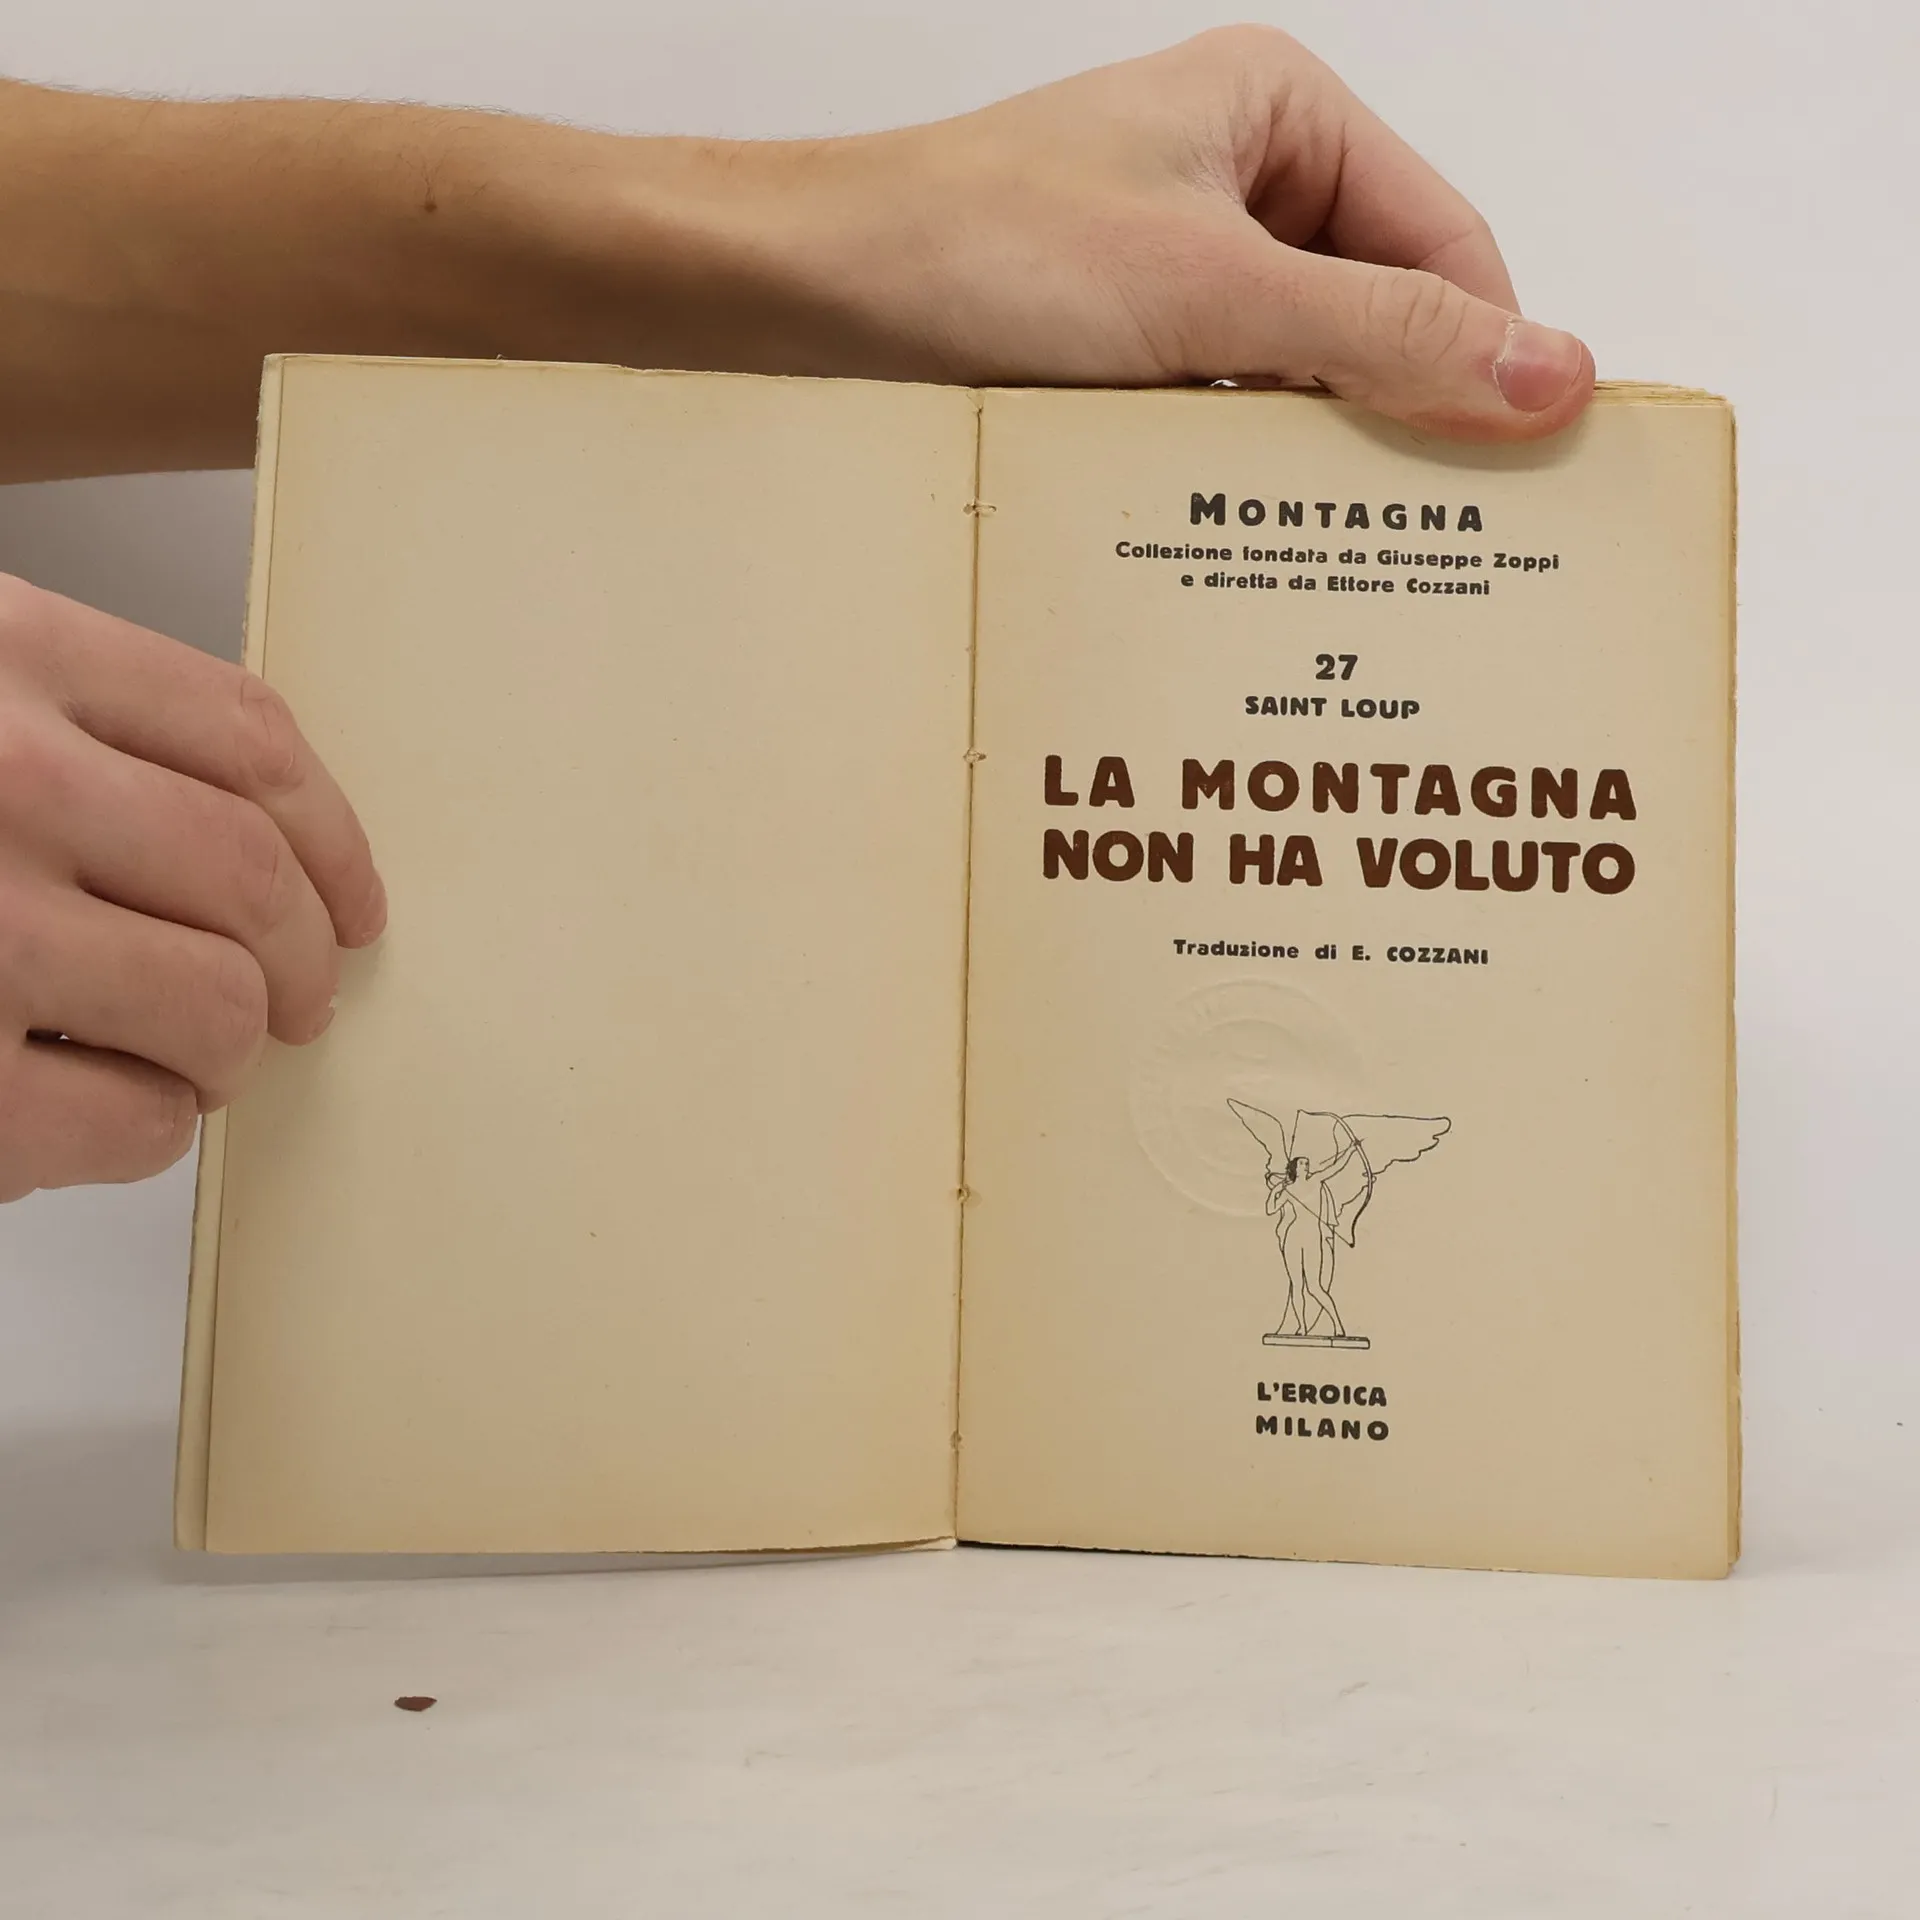 MONTAGNA
Collezione fondata da Giuseppe Zoppi
e diretta da Ettore Cozzani
27
SAINT LOUP
LA MONTAGNA
NON HA VOLUTO
Traduzione di E. COZZANI
L'EROICA
MILANO